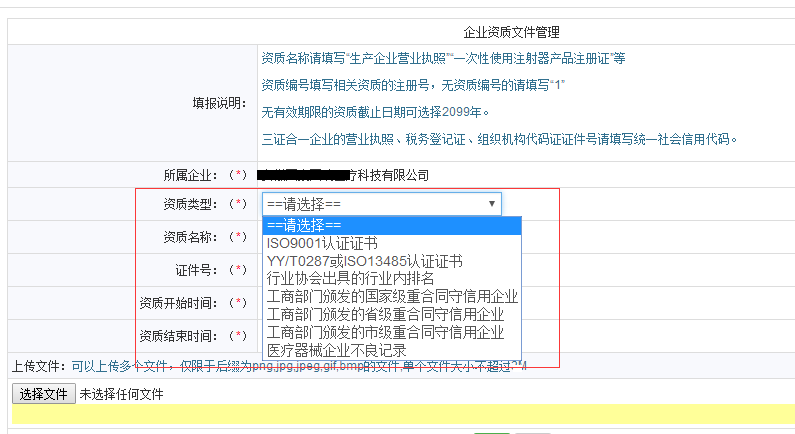 企业资质文件管理
填报说明：
资质名称请填写“生产企业营业执照”“一次性使用注射器产品注册证”等
资质编号填写相关资质的注册号，无资质编号的请填写“1”
无有效期限的资质截止日期可选择2099年。
三证合一企业的营业执照、税务登记证、组织机构代码证证件号请填写统一社会信用代码。
所属企业：（*）
疗科技有限公司
资质类型：（*）
==请选择==
==请选择==
资质名称：（*）
ISO9001认证证书
YY/T0287或ISO13485认证证书
证件号：（*）
行业协会出具的行业内排名
资质开始时间：（*）
工商部门颁发的国家级重合同守信用企业
工商部门颁发的省级重合同守信用企业
资质结束时间：（*）
工商部门颁发的市级重合同守信用企业
医疗器械企业不良记录
上传文件：可以上传多个文件，仅限于后缀为png,jpg,jpeg,gif,bmp的文件,单个文件大小不超过
选择文件 未选择任何文件